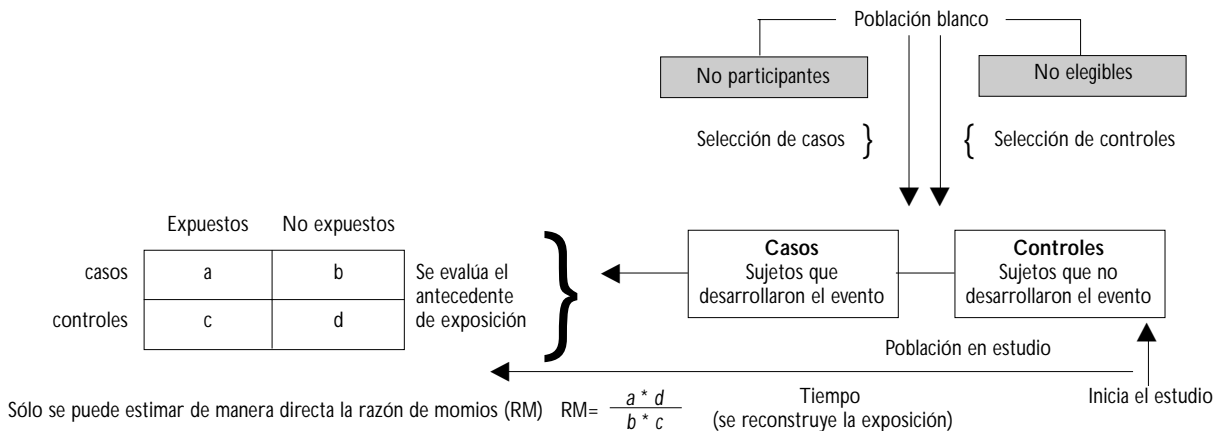 Población blanco
No participantes
No elegibles
Selección de casos }
{ Selección de controles
Expuestos No expuestos
casos a b
controles c d
Se evalúa el
antecedente
de exposición
}
Casos
Sujetos que
desarrollaron el evento
Controles
Sujetos que no
desarrollaron el evento
Población en estudio
Sólo se puede estimar de manera directa la razón de momios (RM) RM= a * d
b * c
Tiempo
(se reconstruye la exposición)
Inicia el estudio